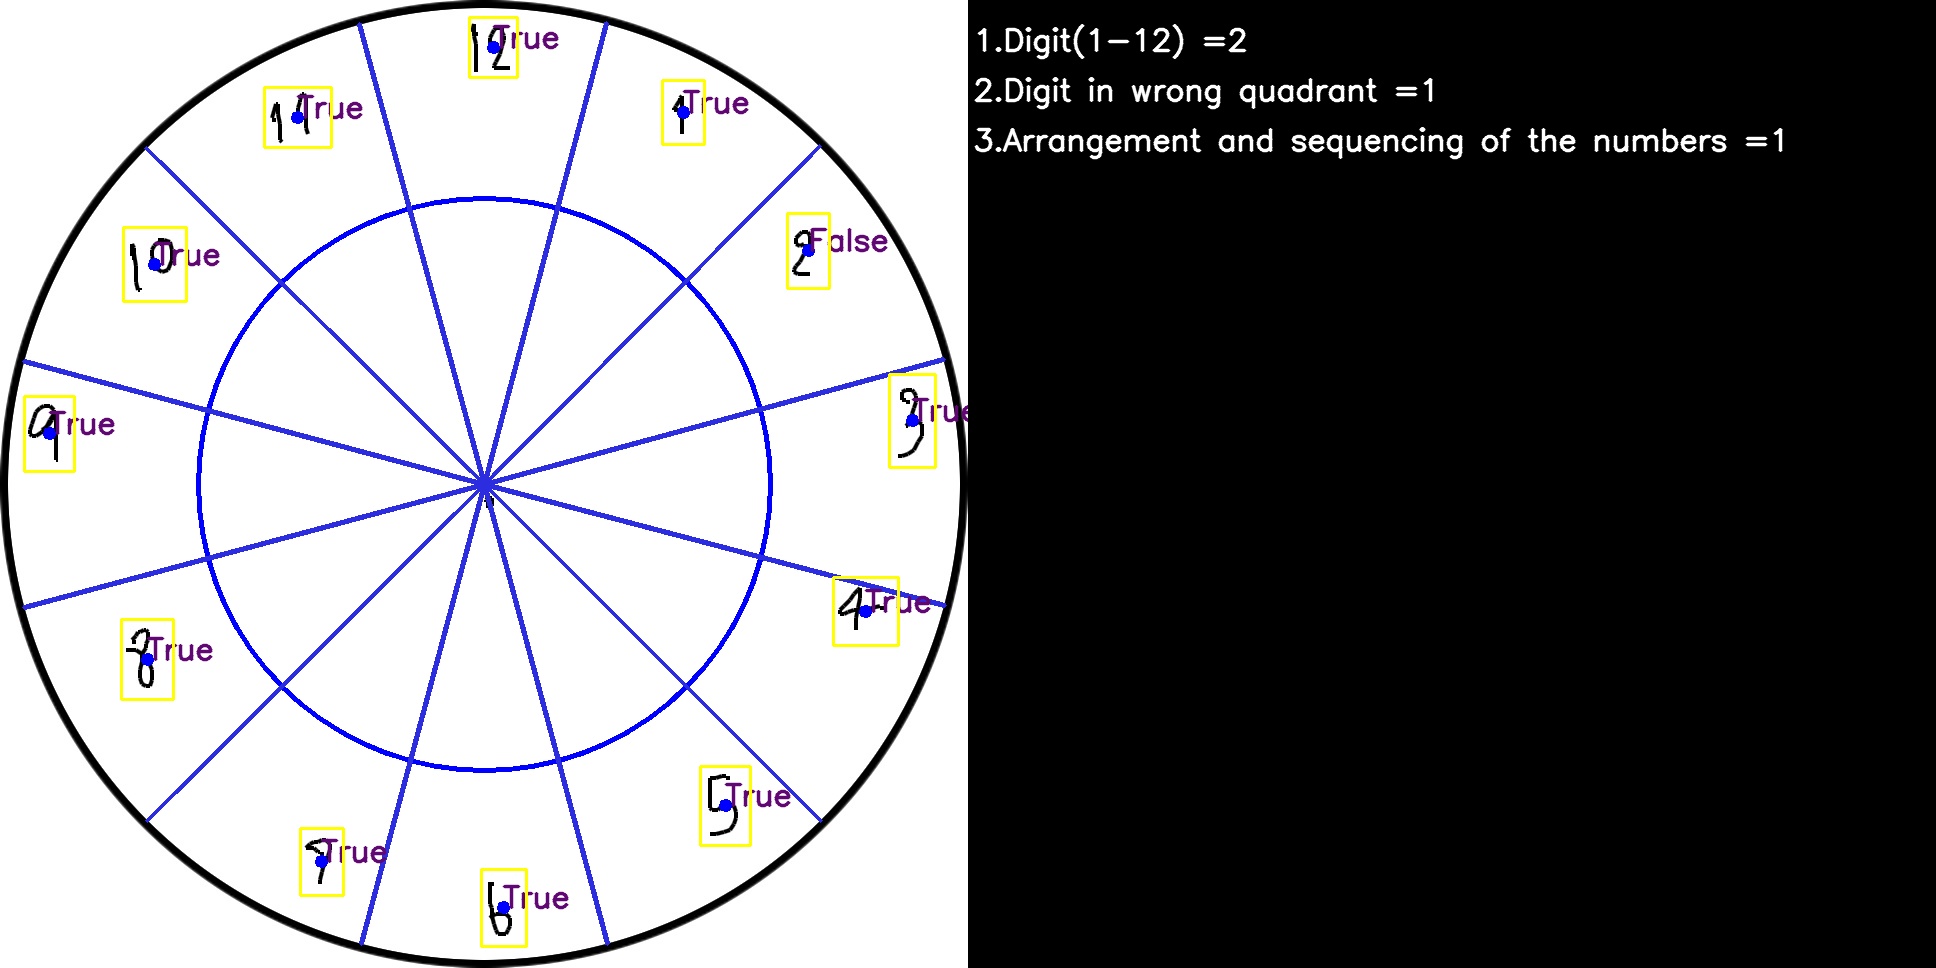 12 True
11 True
1 True
10 True
2 False
9 True
3 True
4 True
8 True
5 True
7 True
6 True
1.Digit(1-12) =2
2.Digit in wrong quadrant =1
3.Arrangement and sequencing of the numbers =1